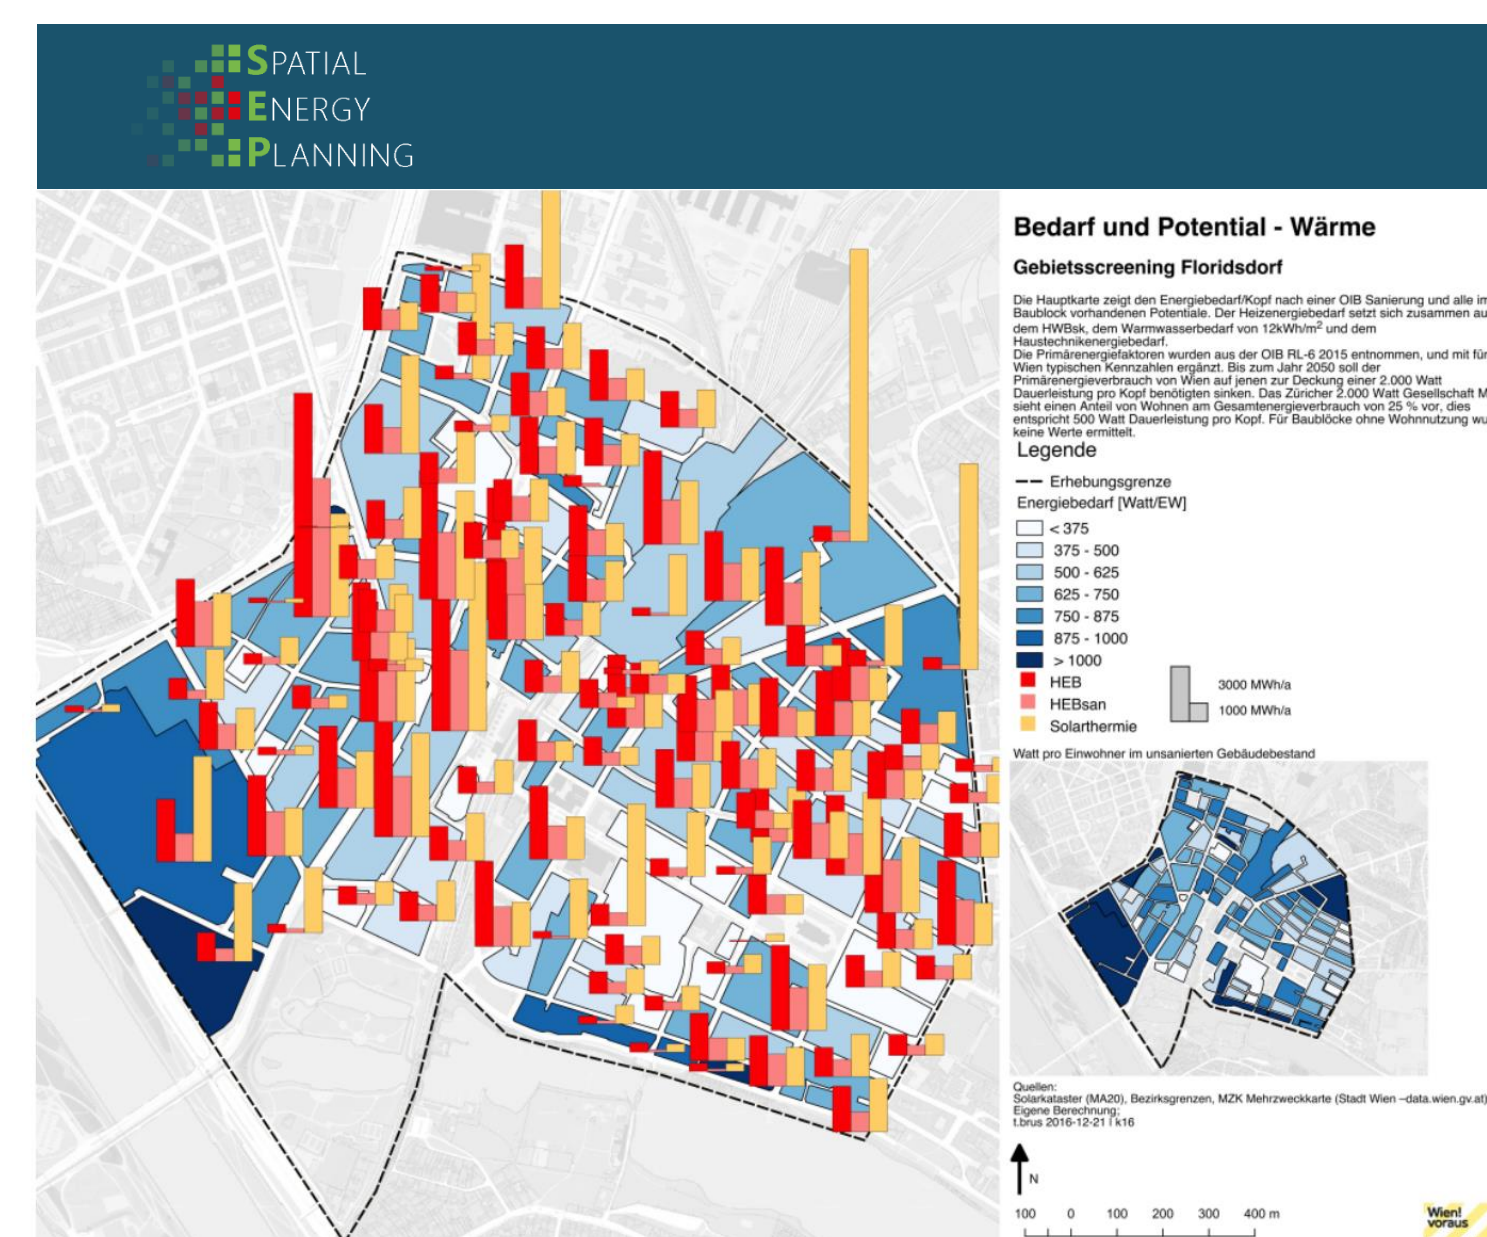 SPATIAL
ENERGY
PLANNING
Bedarf und Potential - Wärme
Gebietsscreening Floridsdorf
Die Hauptkarte zeigt den Energiebedarf/Kopf nach einer OIB Sanierung und alle im
Baublock vorhandenen Potentiale. Der Heizenergiebedarf setzt sich zusammen au
dem HWBsk, dem Warmwasserbedarf von 12kWh/m² und dem
Haustechnikenergiebedarf.
Die Primärenergiefaktoren wurden aus der OIB RL-6 2015 entnommen, und mit für
Wien typischen Kennzahlen ergänzt. Bis zum Jahr 2050 soll der
Primärenergieverbrauch von Wien auf jenen zur Deckung einer 2.000 Watt
Dauerleistung pro Kopf benötigten sinken. Das Züricher 2.000 Watt Gesellschaft M
sieht einen Anteil von Wohnen am Gesamtenergieverbrauch von 25 % vor, dies
entspricht 500 Watt Dauerleistung pro Kopf. Für Baublöcke ohne Wohnnutzung wu
keine Werte ermittelt.
Legende
Erhebungsgrenze
Energiebedarf [Watt/EW]
< 375
375 - 500
500 - 625
625 - 750
750 - 875
875 - 1000
> 1000
HEB
HEBsan
Solarthermie
3000 MWh/a
1000 MWh/a
Watt pro Einwohner im unsanierten Gebäudebestand
Quellen:
Solarkataster (MA20), Bezirksgrenzen, MZK Mehrzweckkarte (Stadt Wien –data.wien.gv.at)
Eigene Berechnung;
t.brus 2016-12-21 l k16
N
100 0 100 200 300 400 m
Wien!
voraus